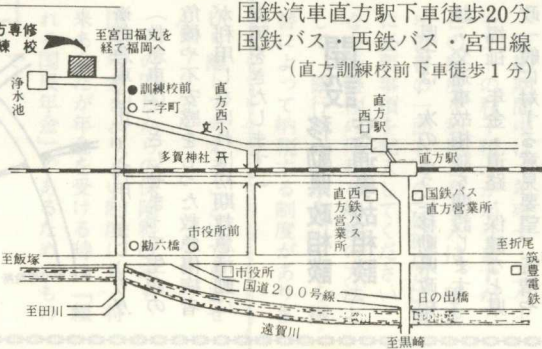 国鉄汽車直方駅下車徒歩20分
国鉄バス・西鉄バス・宮田線
(直方訓練校前下車徒歩1分)
方専修
練校
至宮田福丸を
経て福岡へ
浄水池
訓練校前
二字町
直方西小
多賀神社
直方駅
西口
直方駅
西鉄バス
直方営業所
国鉄バス
直方営業所
勘六橋
市役所前
至飯塚
至折尾
筑豊電鉄
市役所
国道200号線
日の出橋
至田川
遠賀川
至黒崎